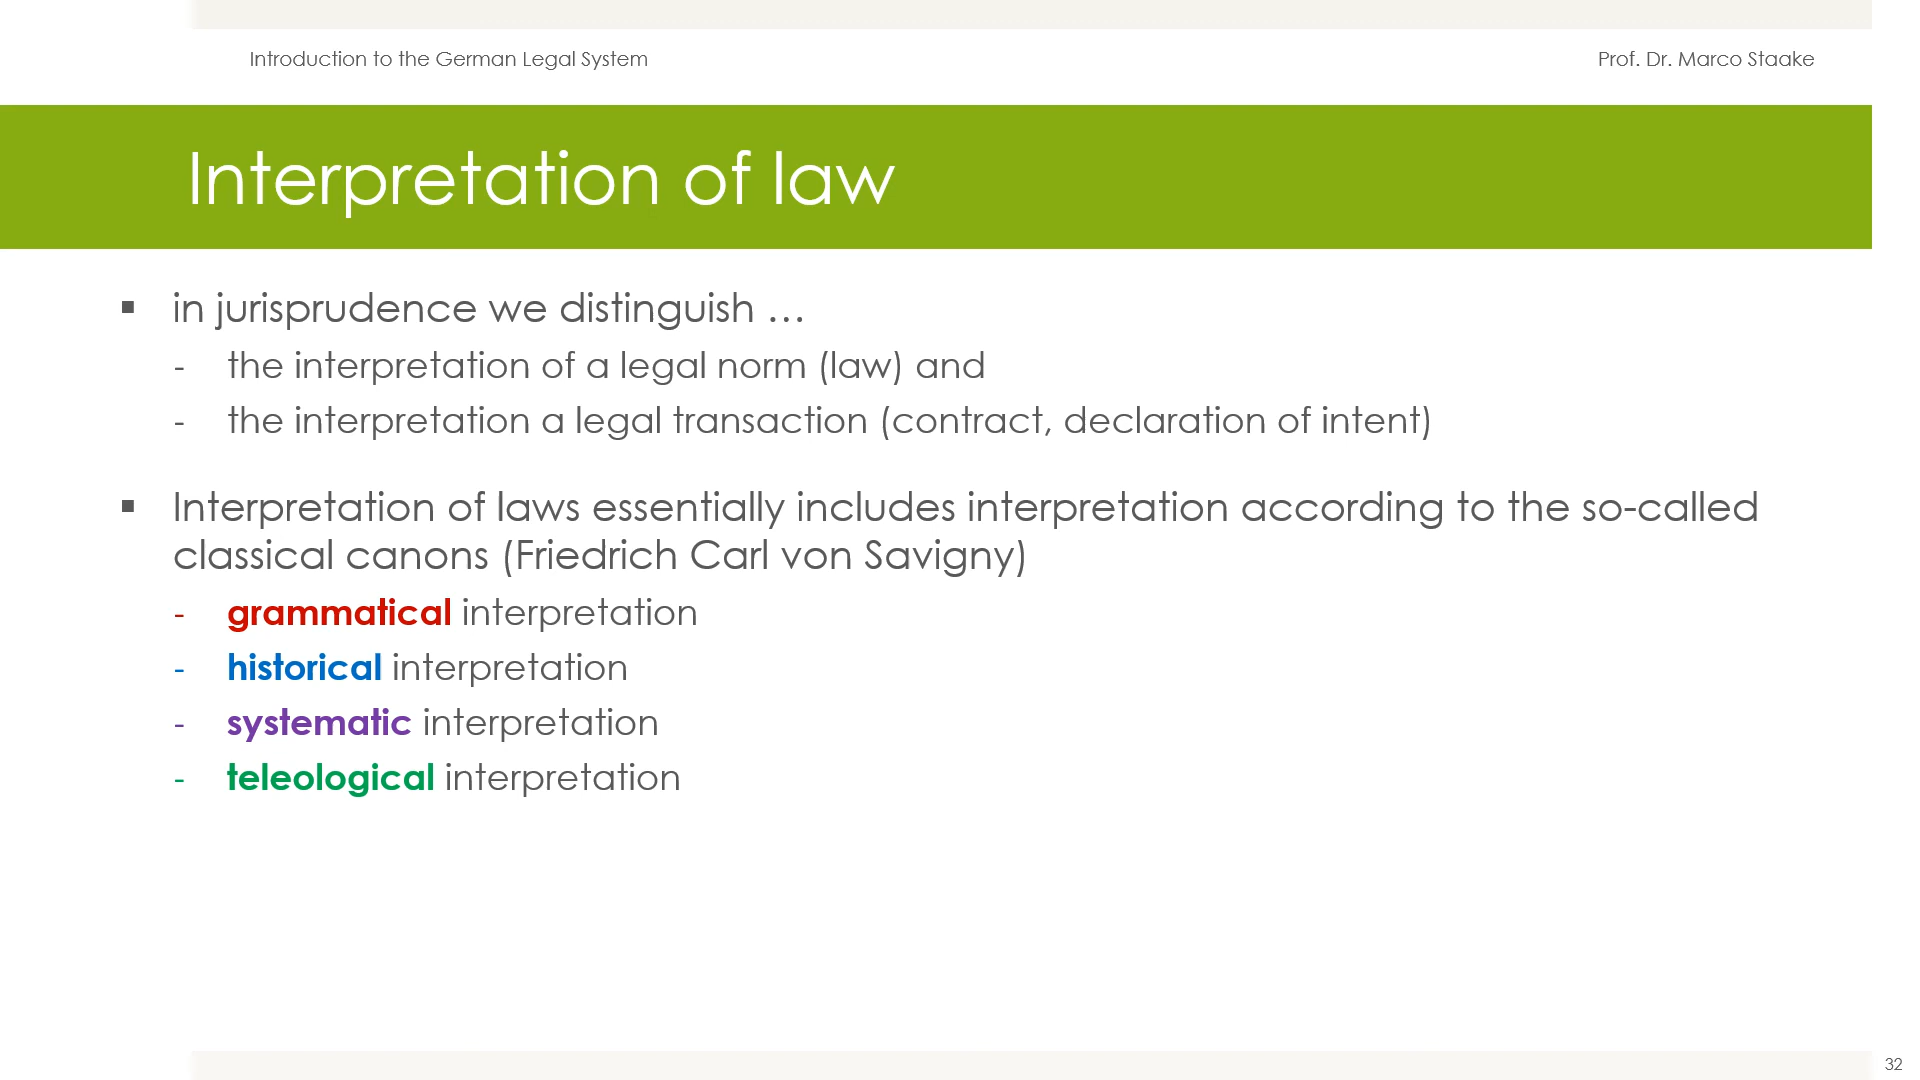 Introduction to the German Legal System
Prof. Dr. Marco Staake
Interpretation of law
▪ in jurisprudence we distinguish …
- the interpretation of a legal norm (law) and
- the interpretation a legal transaction (contract, declaration of intent)
▪ Interpretation of laws essentially includes interpretation according to the so-called
classical canons (Friedrich Carl von Savigny)
- grammatical interpretation
- historical interpretation
- systematic interpretation
- teleological interpretation
32